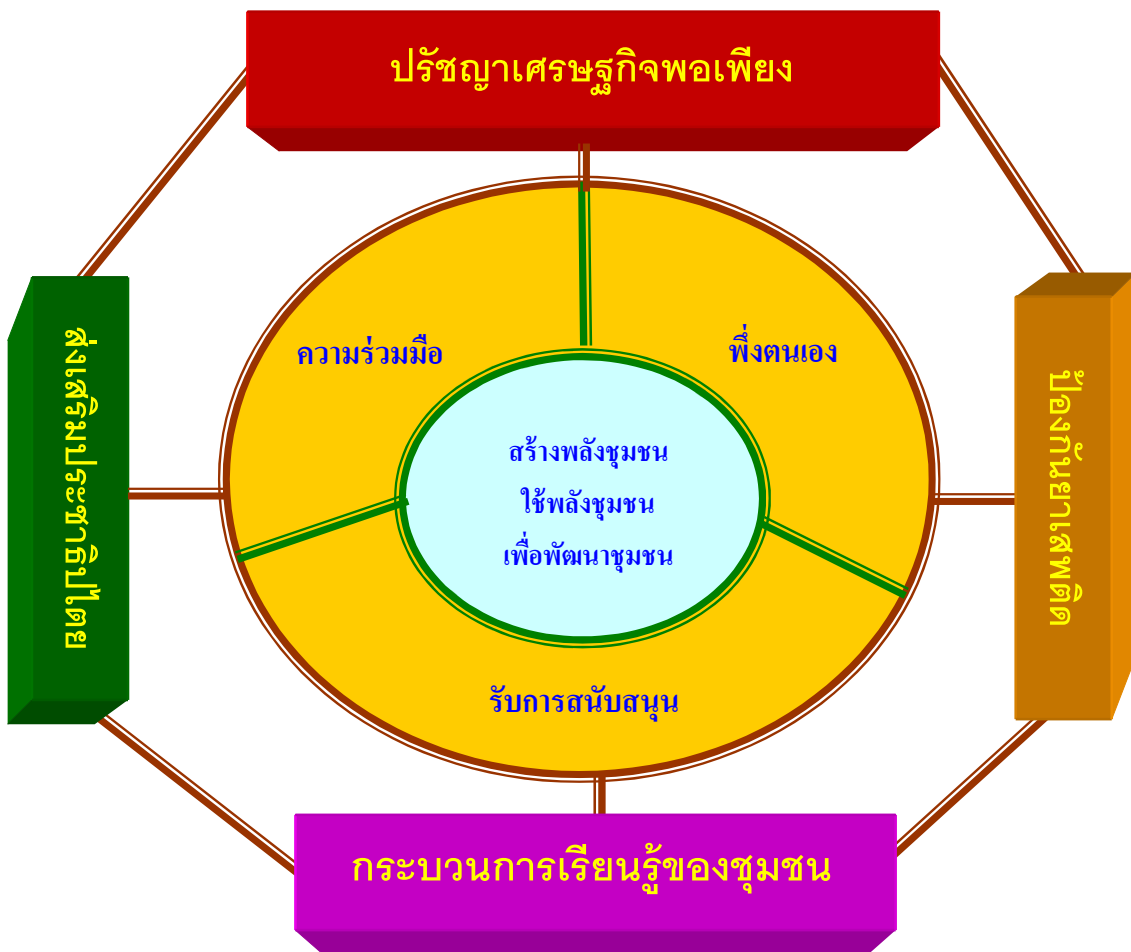 ปรัชญาเศรษฐกิจพอเพียง
ส่งเสริมประชาธิปไตย
ความร่วมมือ
พึ่งตนเอง
ป้องกันยาเสพติด
สร้างพลังชุมชน
ใช้พลังชุมชน
เพื่อพัฒนาชุมชน
รับการสนับสนุน
กระบวนการเรียนรู้ของชุมชน